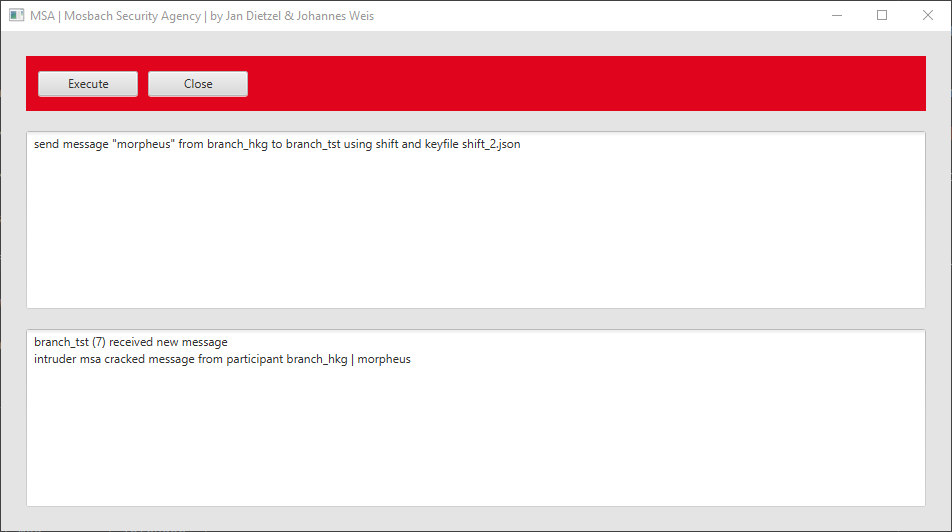 MSA | Mosbach Security Agency | by Jan Dietzel & Johannes Weis
Execute Close
send message "morpheus" from branch_hkg to branch_tst using shift and keyfile shift_2.json
branch_tst (7) received new message
intruder msa cracked message from participant branch_hkg | morpheus